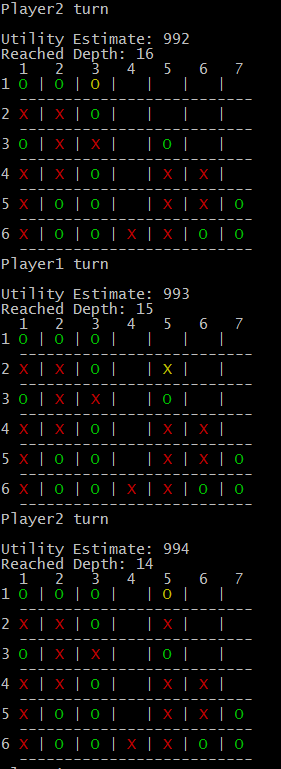 Player2 turn
Utility Estimate: 992
Reached Depth: 16
1 2 3 4 5 6 7
1 O | O | O |   |   |   |
---------------------------
2 X | X | O |   |   |   |
---------------------------
3 O | X | X |   | O |   |
---------------------------
4 X | X | O |   | X | X |
---------------------------
5 X | O | O |   | X | X | O
---------------------------
6 X | O | O | X | X | O | O
---------------------------
Player1 turn
Utility Estimate: 993
Reached Depth: 15
1 2 3 4 5 6 7
1 O | O | O |   |   |   |
---------------------------
2 X | X | O |   | X |   |
---------------------------
3 O | X | X |   | O |   |
---------------------------
4 X | X | O |   | X | X |
---------------------------
5 X | O | O |   | X | X | O
---------------------------
6 X | O | O | X | X | O | O
---------------------------
Player2 turn
Utility Estimate: 994
Reached Depth: 14
1 2 3 4 5 6 7
1 O | O | O |   | O |   |
---------------------------
2 X | X | O |   | X |   |
---------------------------
3 O | X | X |   | O |   |
---------------------------
4 X | X | O |   | X | X |
---------------------------
5 X | O | O |   | X | X | O
---------------------------
6 X | O | O | X | X | O | O
---------------------------